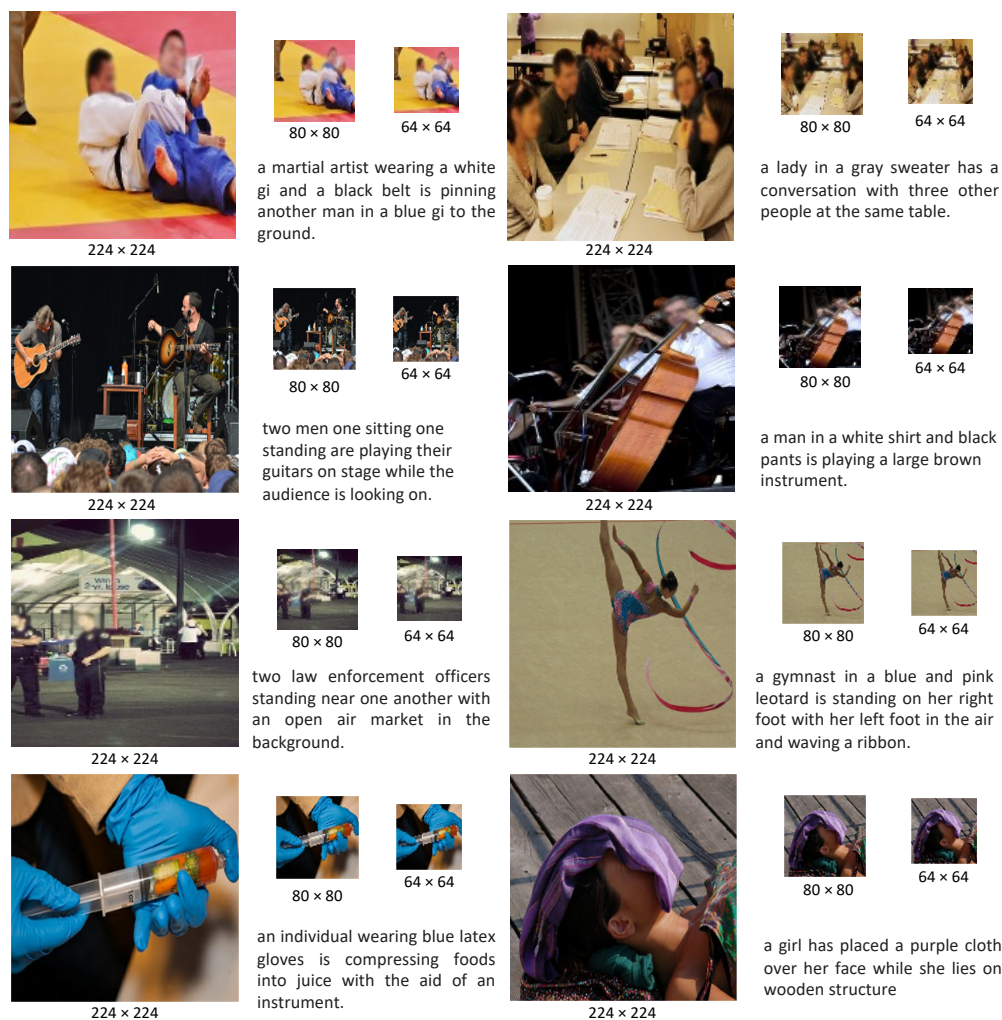 80 × 80
64 × 64
a martial artist wearing a white
gi and a black belt is pinning
another man in a blue gi to the
ground.
224 × 224
80 × 80
64 × 64
a lady in a gray sweater has a
conversation with three other
people at the same table.
224 × 224
80 × 80
64 × 64
two men one sitting one
standing are playing their
guitars on stage while the
audience is looking on.
224 × 224
80 × 80
64 × 64
a man in a white shirt and black
pants is playing a large brown
instrument.
224 × 224
80 × 80
64 × 64
two law enforcement officers
standing near one another with
an open air market in the
background.
224 × 224
80 × 80
64 × 64
a gymnast in a blue and pink
leotard is standing on her right
foot with her left foot in the air
and waving a ribbon.
224 × 224
80 × 80
64 × 64
an individual wearing blue latex
gloves is compressing foods
into juice with the aid of an
instrument.
224 × 224
80 × 80
64 × 64
a girl has placed a purple cloth
over her face while she lies on
wooden structure
224 × 224